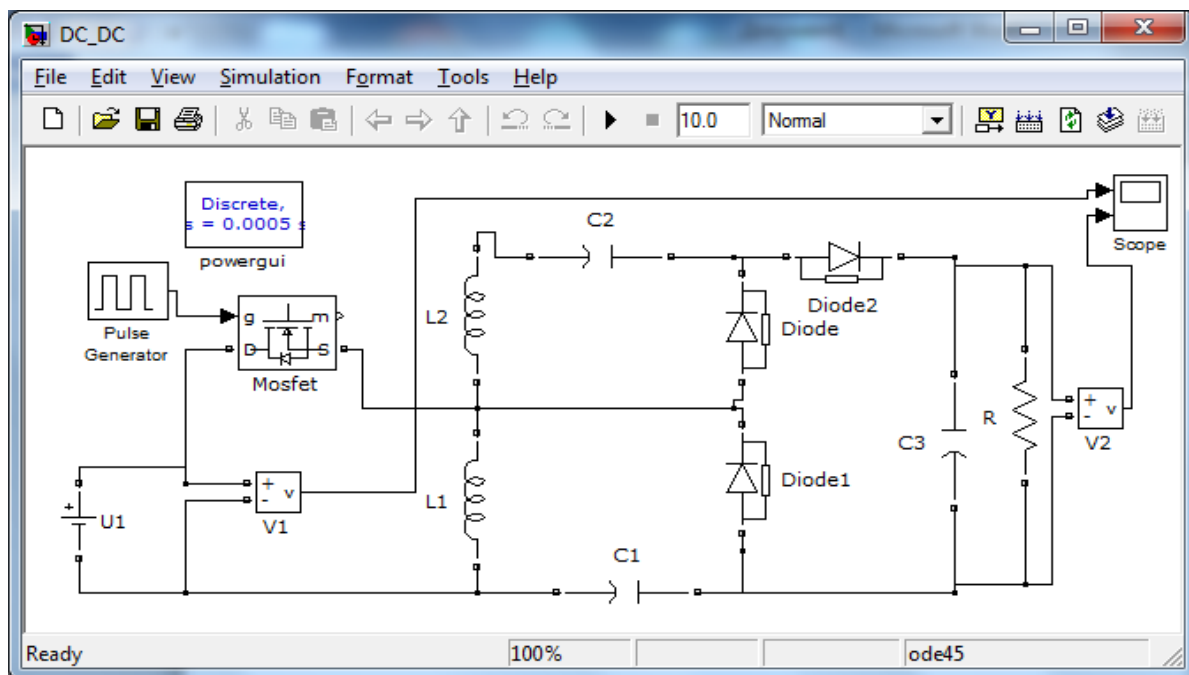 DC_DC
File Edit View Simulation Format Tools Help
10.0 Normal
Discrete,
s = 0.0005 s
powergui
Pulse
Generator
g m
D S
Mosfet
L2
C2
Diode2
Diode
Scope
L1
Diode1
C3
R
+
-
v
V2
+
-
v
V1
+
U1
C1
Ready 100% ode45